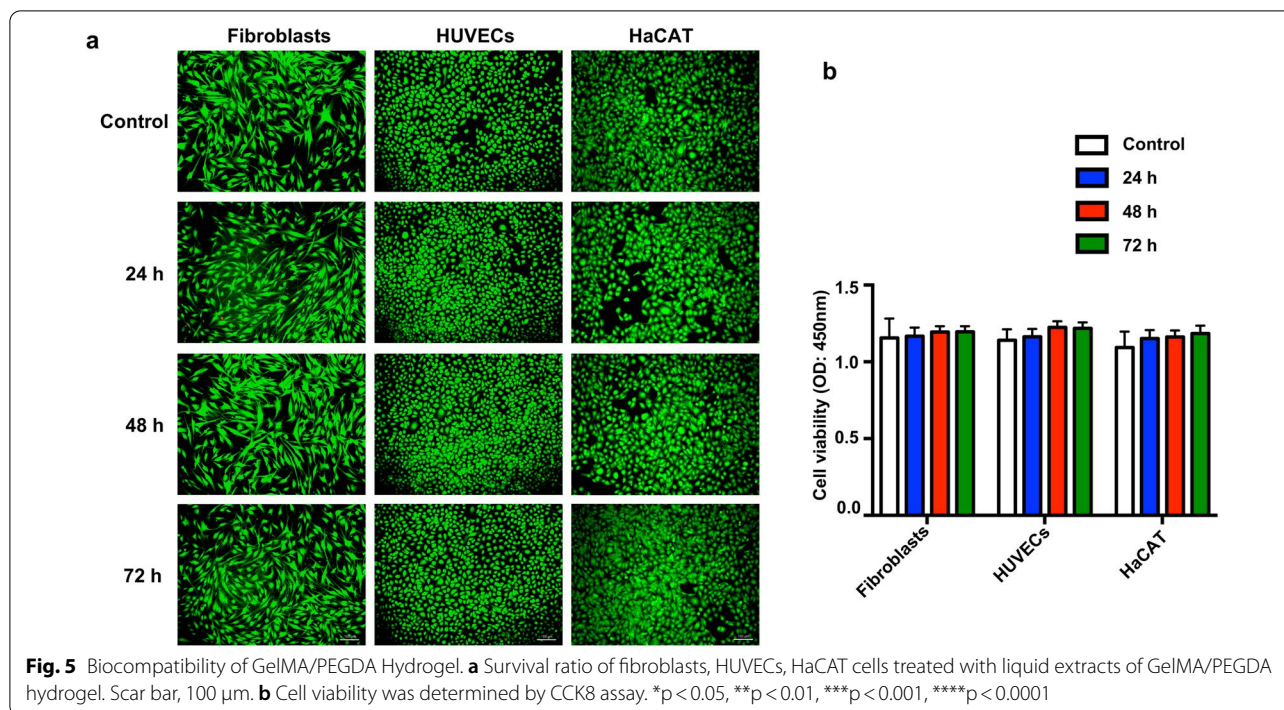 a
Fibroblasts HUVECs HaCAT
Control
24 h
48 h
72 h
b
Control
24 h
48 h
72 h
Cell viability (OD: 450nm)
1.5
1.0
0.5
0.0
Fibroblasts
HUVECs
HaCAT
Fig. 5 Biocompatibility of GelMA/PEGDA Hydrogel. a Survival ratio of fibroblasts, HUVECs, HaCAT cells treated with liquid extracts of GelMA/PEGDA
hydrogel. Scar bar, 100 μm. b Cell viability was determined by CCK8 assay. *p < 0.05, **p < 0.01, ***p < 0.001, ****p < 0.0001